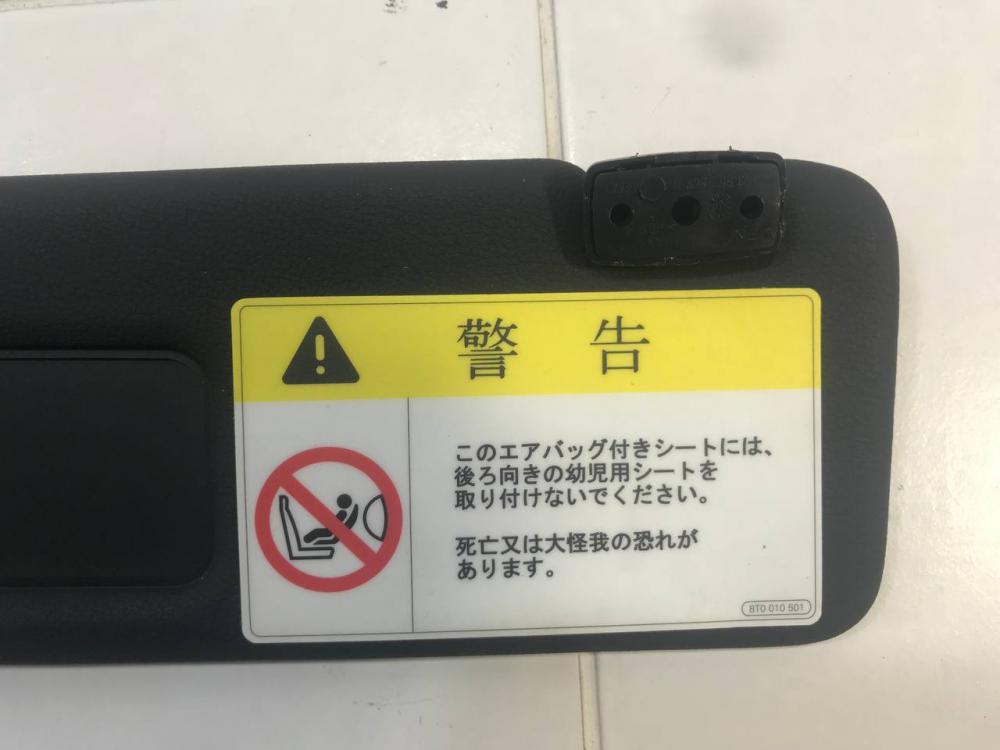 警告
このエアバッグ付きシートには、
後ろ向きの幼児用シートを
取り付けないでください。
死亡又は大怪我の恐れが
あります。
8T0 010 501